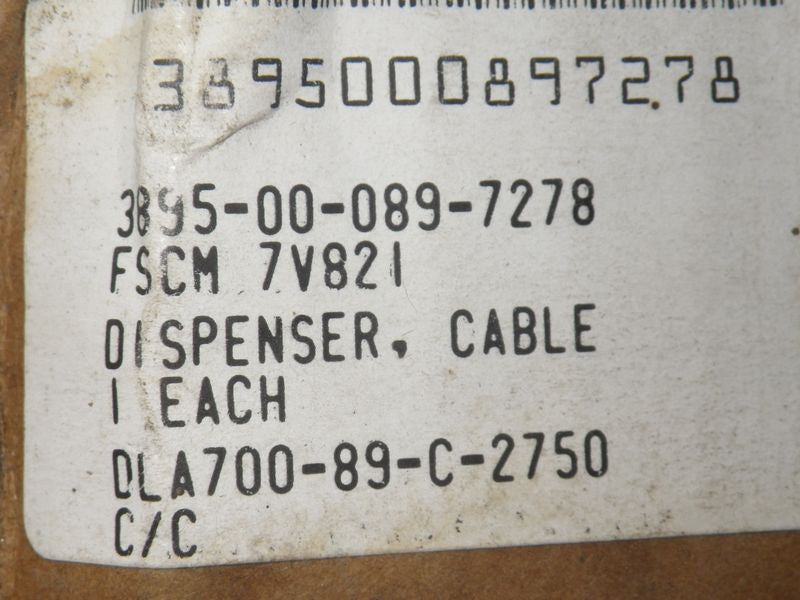 3895000897278
3895-00-089-7278
FSCM 7V821
DISPENSER, CABLE
1 EACH
DLA700-89-C-2750
C/C